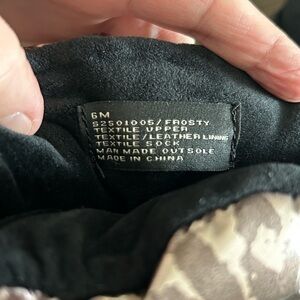 6M
S2501005/FROSTY
TEXTILE UPPER
TEXTILE/LEATHER LINING
TEXTILE SOCK
MAN MADE OUTSOLE
MADE IN CHINA